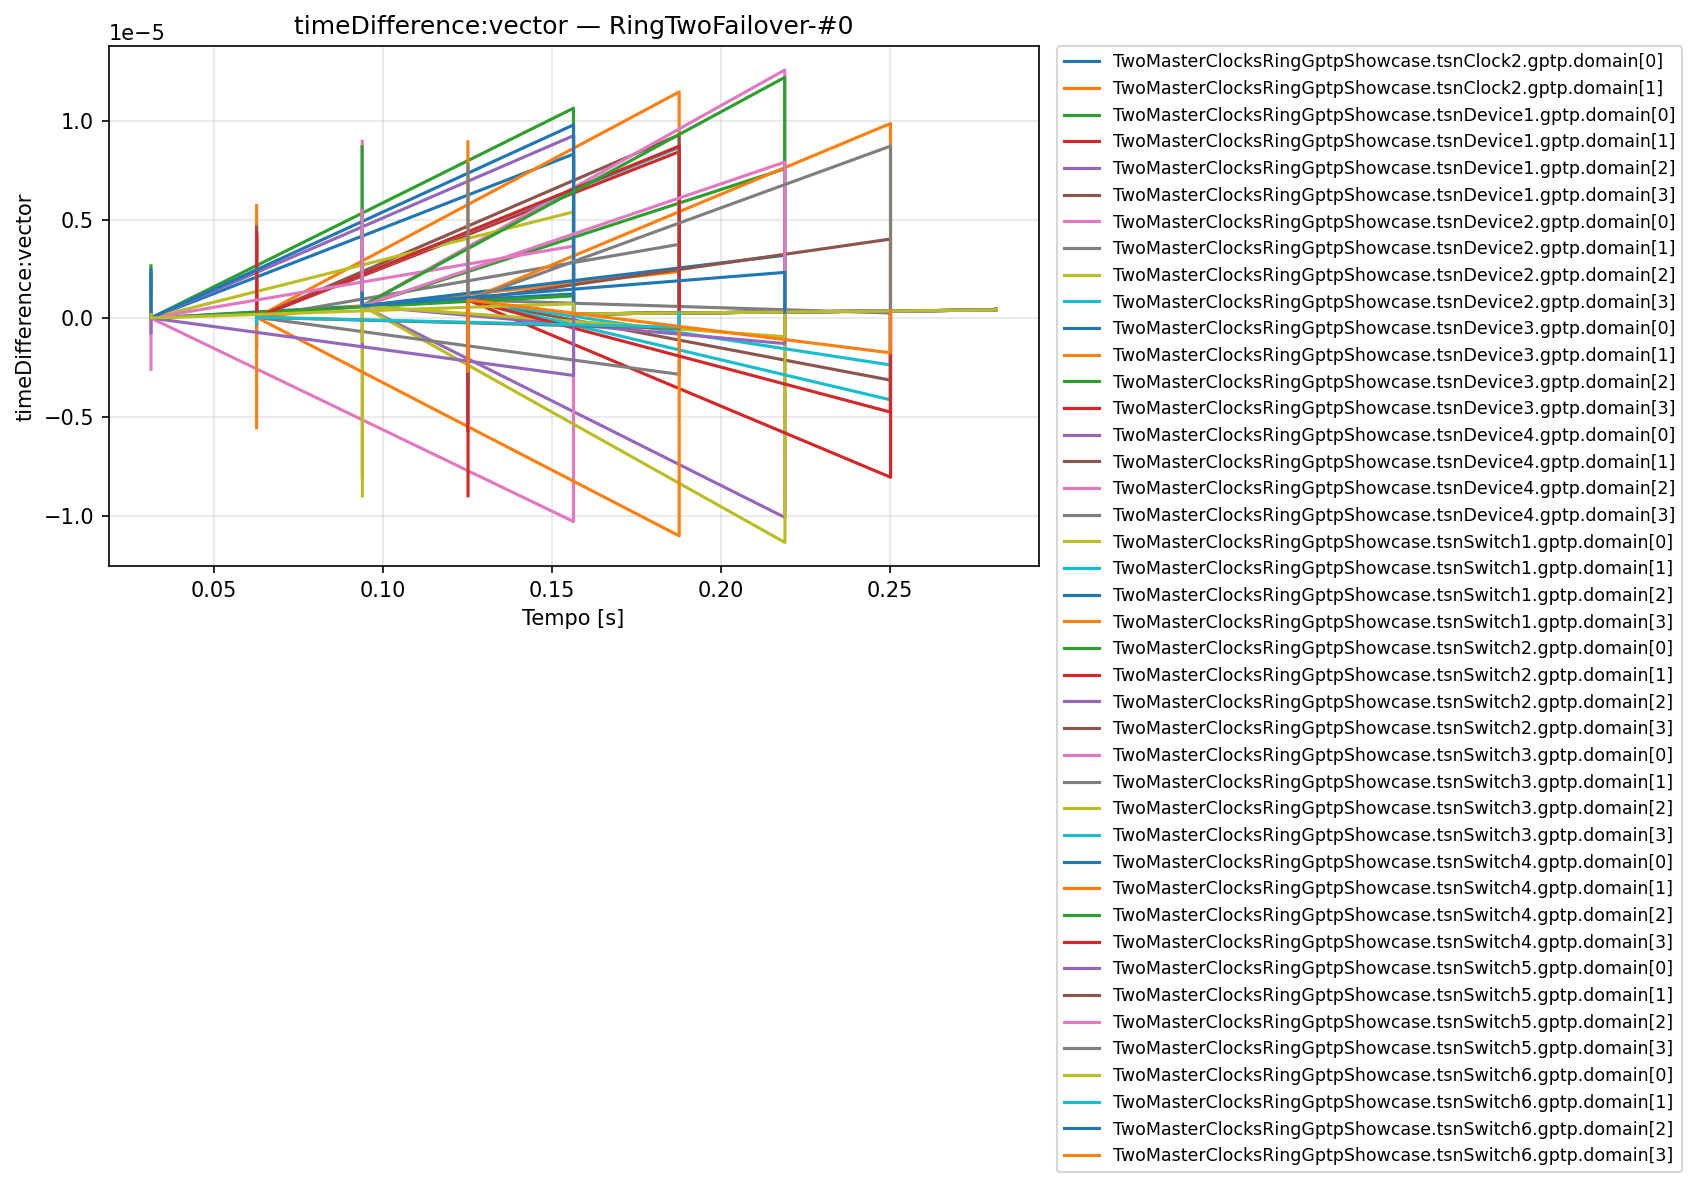 timeDifference:vector — RingTwoFailover-#0
1e−5
1.0
0.5
0.0
−0.5
−1.0
timeDifference:vector
0.05
0.10
0.15
0.20
0.25
Tempo [s]
TwoMasterClocksRingGptpShowcase.tsnClock2.gptp.domain[0]
TwoMasterClocksRingGptpShowcase.tsnClock2.gptp.domain[1]
TwoMasterClocksRingGptpShowcase.tsnDevice1.gptp.domain[0]
TwoMasterClocksRingGptpShowcase.tsnDevice1.gptp.domain[1]
TwoMasterClocksRingGptpShowcase.tsnDevice1.gptp.domain[2]
TwoMasterClocksRingGptpShowcase.tsnDevice1.gptp.domain[3]
TwoMasterClocksRingGptpShowcase.tsnDevice2.gptp.domain[0]
TwoMasterClocksRingGptpShowcase.tsnDevice2.gptp.domain[1]
TwoMasterClocksRingGptpShowcase.tsnDevice2.gptp.domain[2]
TwoMasterClocksRingGptpShowcase.tsnDevice2.gptp.domain[3]
TwoMasterClocksRingGptpShowcase.tsnDevice3.gptp.domain[0]
TwoMasterClocksRingGptpShowcase.tsnDevice3.gptp.domain[1]
TwoMasterClocksRingGptpShowcase.tsnDevice3.gptp.domain[2]
TwoMasterClocksRingGptpShowcase.tsnDevice3.gptp.domain[3]
TwoMasterClocksRingGptpShowcase.tsnDevice4.gptp.domain[0]
TwoMasterClocksRingGptpShowcase.tsnDevice4.gptp.domain[1]
TwoMasterClocksRingGptpShowcase.tsnDevice4.gptp.domain[2]
TwoMasterClocksRingGptpShowcase.tsnDevice4.gptp.domain[3]
TwoMasterClocksRingGptpShowcase.tsnSwitch1.gptp.domain[0]
TwoMasterClocksRingGptpShowcase.tsnSwitch1.gptp.domain[1]
TwoMasterClocksRingGptpShowcase.tsnSwitch1.gptp.domain[2]
TwoMasterClocksRingGptpShowcase.tsnSwitch1.gptp.domain[3]
TwoMasterClocksRingGptpShowcase.tsnSwitch2.gptp.domain[0]
TwoMasterClocksRingGptpShowcase.tsnSwitch2.gptp.domain[1]
TwoMasterClocksRingGptpShowcase.tsnSwitch2.gptp.domain[2]
TwoMasterClocksRingGptpShowcase.tsnSwitch2.gptp.domain[3]
TwoMasterClocksRingGptpShowcase.tsnSwitch3.gptp.domain[0]
TwoMasterClocksRingGptpShowcase.tsnSwitch3.gptp.domain[1]
TwoMasterClocksRingGptpShowcase.tsnSwitch3.gptp.domain[2]
TwoMasterClocksRingGptpShowcase.tsnSwitch3.gptp.domain[3]
TwoMasterClocksRingGptpShowcase.tsnSwitch4.gptp.domain[0]
TwoMasterClocksRingGptpShowcase.tsnSwitch4.gptp.domain[1]
TwoMasterClocksRingGptpShowcase.tsnSwitch4.gptp.domain[2]
TwoMasterClocksRingGptpShowcase.tsnSwitch4.gptp.domain[3]
TwoMasterClocksRingGptpShowcase.tsnSwitch5.gptp.domain[0]
TwoMasterClocksRingGptpShowcase.tsnSwitch5.gptp.domain[1]
TwoMasterClocksRingGptpShowcase.tsnSwitch5.gptp.domain[2]
TwoMasterClocksRingGptpShowcase.tsnSwitch5.gptp.domain[3]
TwoMasterClocksRingGptpShowcase.tsnSwitch6.gptp.domain[0]
TwoMasterClocksRingGptpShowcase.tsnSwitch6.gptp.domain[1]
TwoMasterClocksRingGptpShowcase.tsnSwitch6.gptp.domain[2]
TwoMasterClocksRingGptpShowcase.tsnSwitch6.gptp.domain[3]